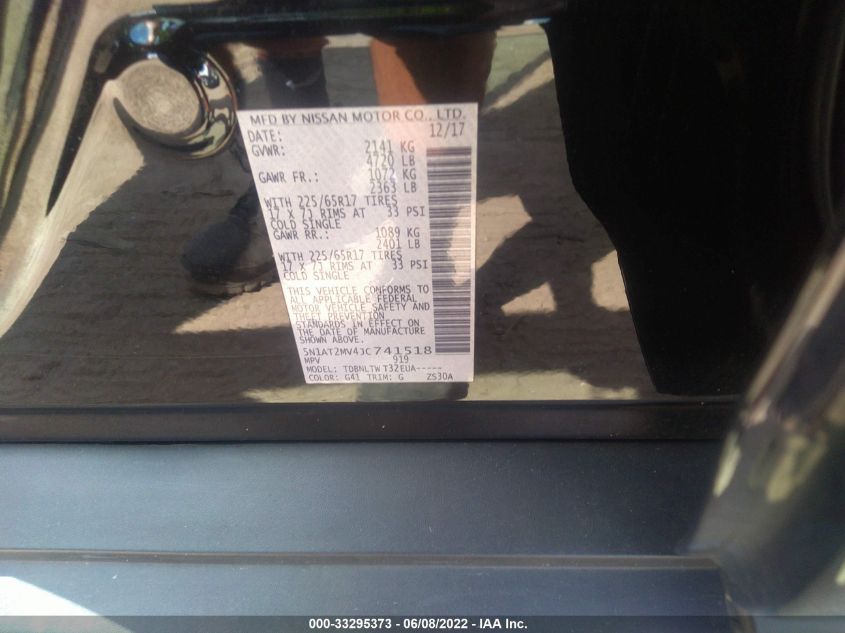 MFD BY NISSAN MOTOR CO., LTD.
DATE: 12/17
GVWR: 2141 KG
4720 LB
GAWR FR.: 1072 KG
2363 LB
WITH 225/65R17 TIRES
17 X 7J RIMS AT 33 PSI
COLD SINGLE
GAWR RR.: 1089 KG
2401 LB
WITH 225/65R17 TIRES
17 X 7J RIMS AT 33 PSI
COLD SINGLE
THIS VEHICLE CONFORMS TO
ALL APPLICABLE FEDERAL
MOTOR VEHICLE SAFETY AND
THEFT PREVENTION
STANDARDS IN EFFECT ON
THE DATE OF MANUFACTURE
SHOWN ABOVE.
5N1AT2MV4JC741518
MPV 919
MODEL: TDBNLTW T32EUA-----
COLOR: G41 TRIM: G ZS30A
000-33295373 - 06/08/2022 - IAA Inc.